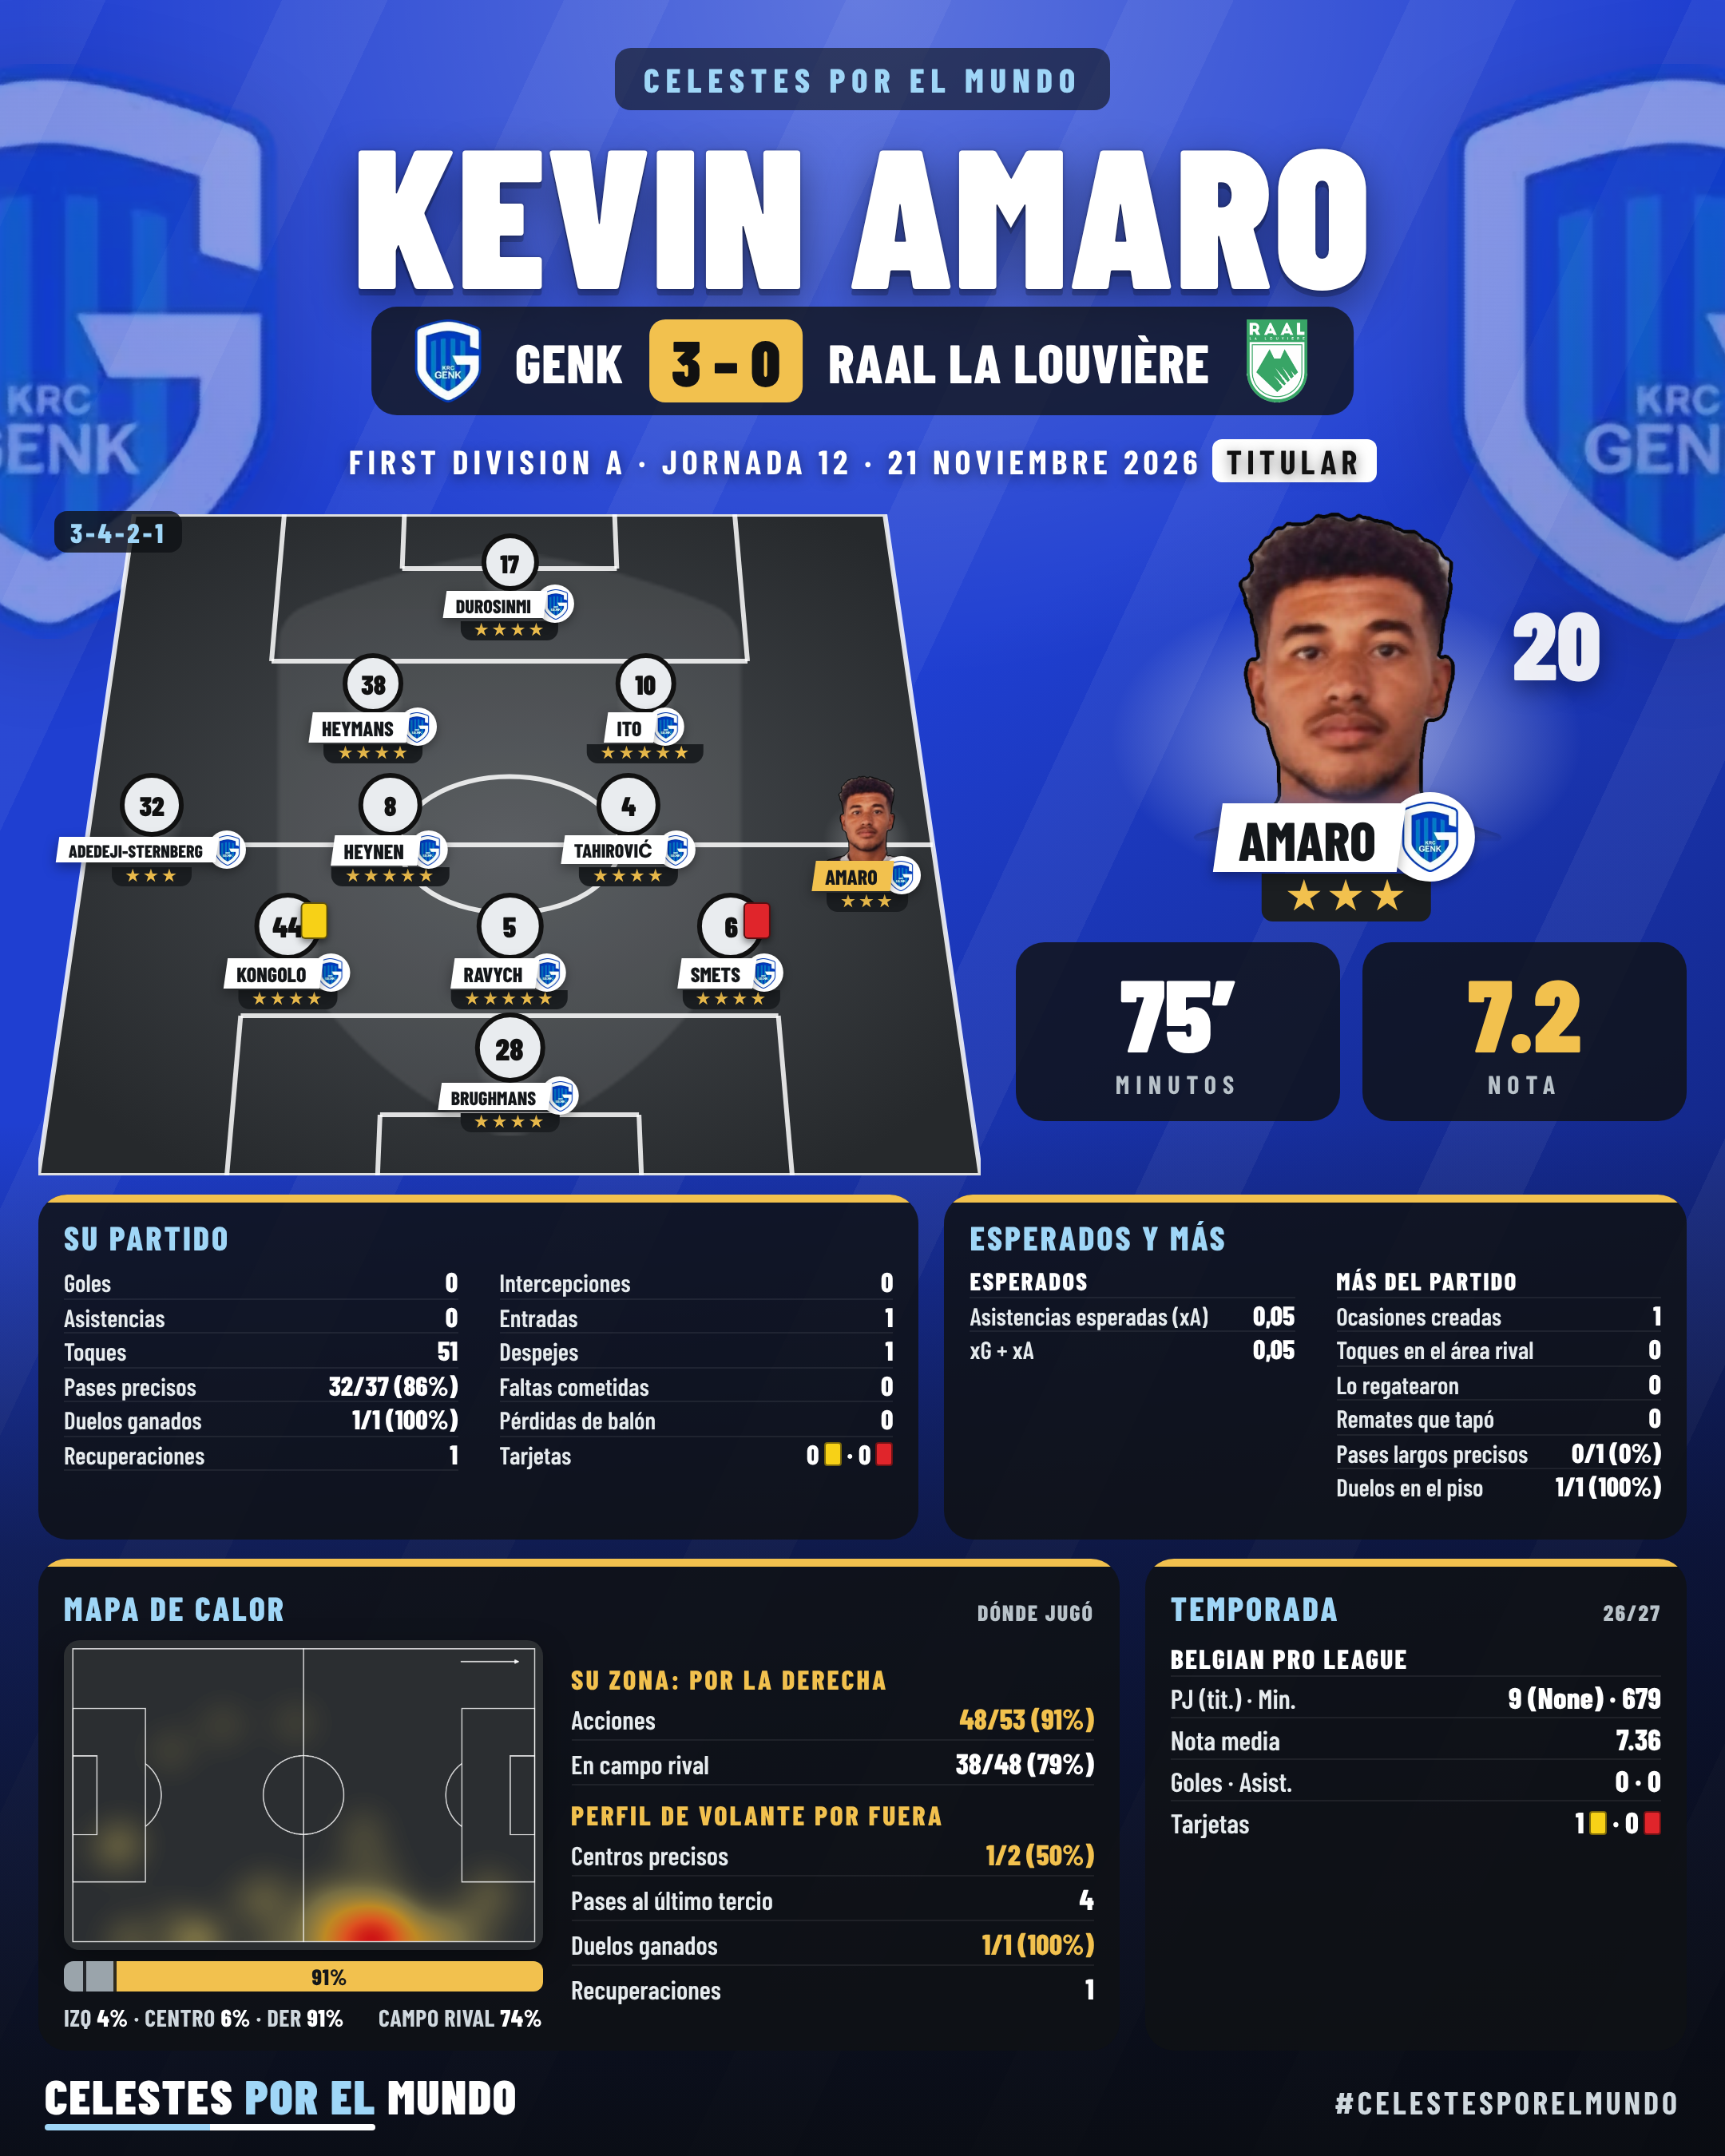 CELESTES POR EL MUNDO
KEVIN AMARO
KRC GENK
GENK 3 - 0 RAAL LA LOUVIÈRE
RAAL
LA LOUVIÈRE
KRC
GENK
KRC
GEN
FIRST DIVISION A · JORNADA 12 · 21 NOVIEMBRE 2026 TITULAR
3-4-2-1
17
DUROSINMI
38
HEYMANS
10
ITO
32
ADEDEJI-STERNBERG
8
HEYNEN
4
TAHIROVIĆ
AMARO
44
KONGOLO
5
RAVYCH
6
SMETS
28
BRUGHMANS
20
AMARO
KRC
GENK
75’
MINUTOS
7.2
NOTA
SU PARTIDO
Goles 0
Asistencias 0
Toques 51
Pases precisos 32/37 (86%)
Duelos ganados 1/1 (100%)
Recuperaciones 1
Intercepciones 0
Entradas 1
Despejes 1
Faltas cometidas 0
Pérdidas de balón 0
Tarjetas 0 · 0
ESPERADOS Y MÁS
ESPERADOS
Asistencias esperadas (xA) 0,05
xG + xA 0,05
MÁS DEL PARTIDO
Ocasiones creadas 1
Toques en el área rival 0
Lo regatearon 0
Remates que tapó 0
Pases largos precisos 0/1 (0%)
Duelos en el piso 1/1 (100%)
MAPA DE CALOR
DÓNDE JUGÓ
91%
IZQ 4% · CENTRO 6% · DER 91% CAMPO RIVAL 74%
SU ZONA: POR LA DERECHA
Acciones 48/53 (91%)
En campo rival 38/48 (79%)
PERFIL DE VOLANTE POR FUERA
Centros precisos 1/2 (50%)
Pases al último tercio 4
Duelos ganados 1/1 (100%)
Recuperaciones 1
TEMPORADA 26/27
BELGIAN PRO LEAGUE
PJ (tit.) · Min. 9 (None) · 679
Nota media 7.36
Goles · Asist. 0 · 0
Tarjetas 1 · 0
CELESTES POR EL MUNDO
#CELESTESPORELMUNDO